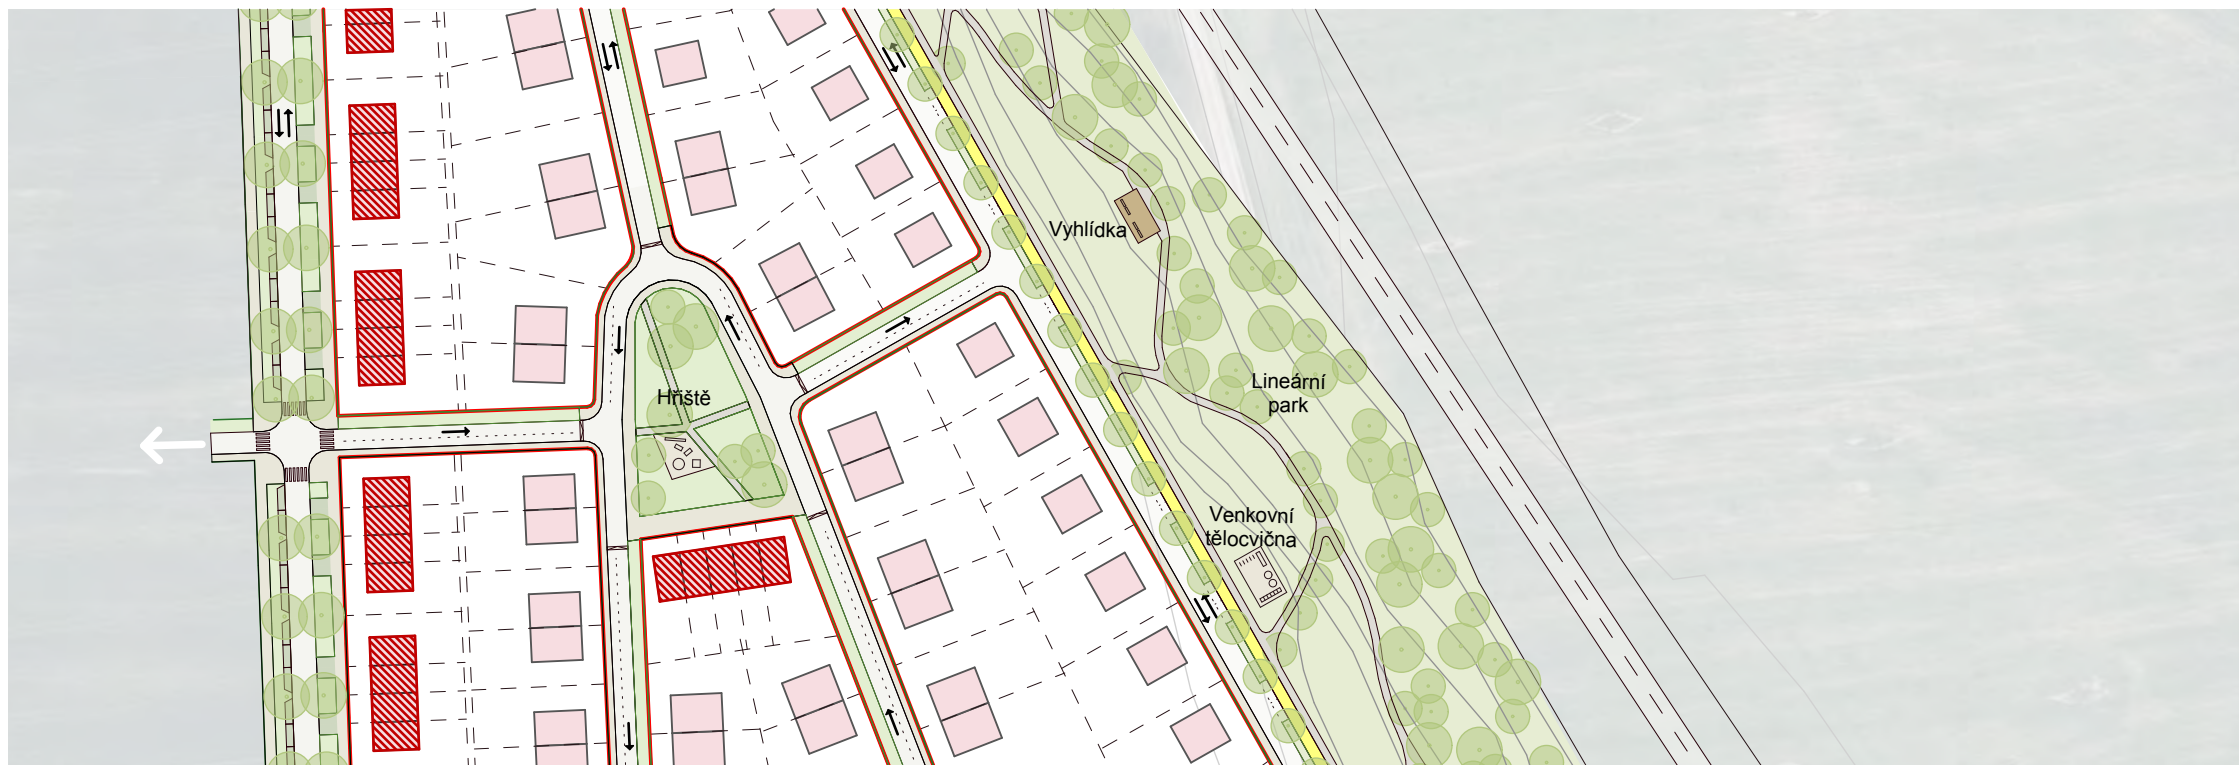 Vyhlídka
Hřiště
Lineární
park
Venkovní
tělocvična